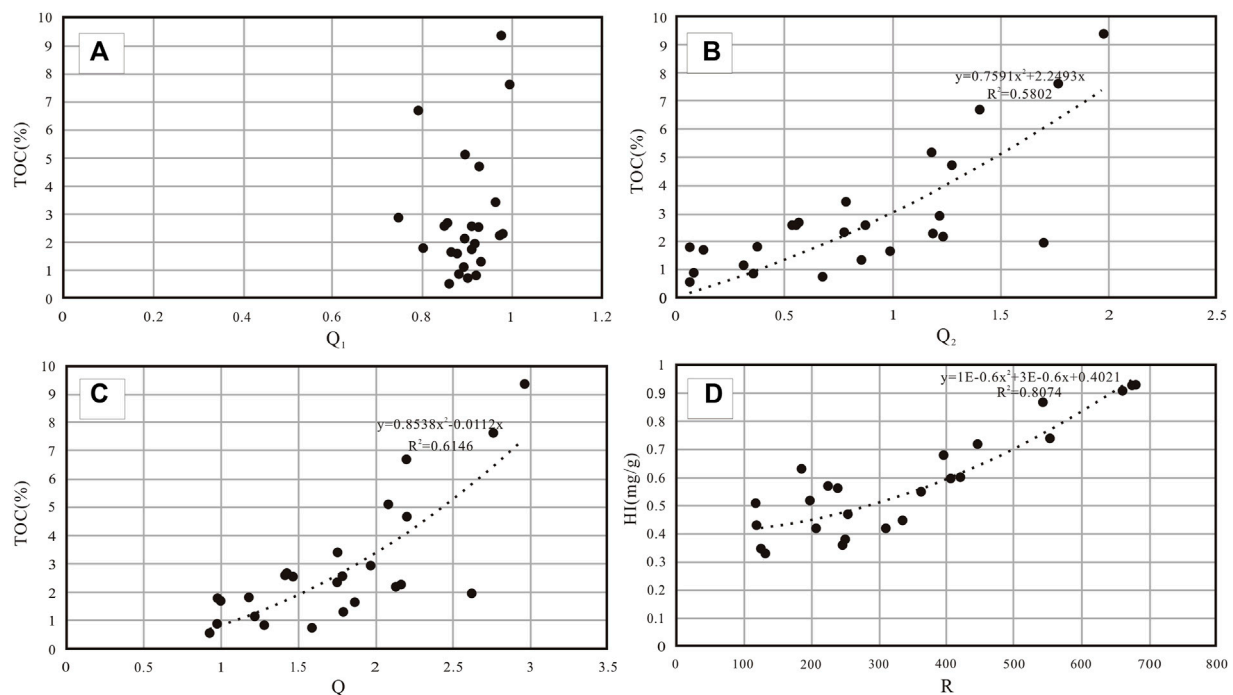 A
TOC(%)
10
9
8
7
6
5
4
3
2
1
0
0 0.2 0.4 0.6 0.8 1 1.2
Q₁
B
TOC(%)
10
9
8
7
6
5
4
3
2
1
0
y=0.7591x²+2.2493x
R²=0.5802
0 0.5 1 1.5 2 2.5
Q₂
C
TOC(%)
10
9
8
7
6
5
4
3
2
1
0
y=0.8538x²-0.0112x
R²=0.6146
0 0.5 1 1.5 2 2.5 3 3.5
Q
D
HI(mg/g)
1
0.9
0.8
0.7
0.6
0.5
0.4
0.3
0.2
0.1
0
y=1E-0.6x²+3E-0.6x+0.4021
R²=0.8074
0 100 200 300 400 500 600 700 800
R